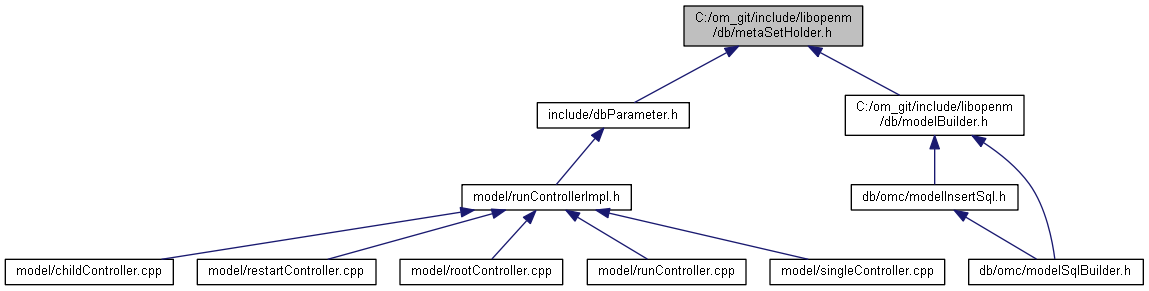 C:/om_git/include/libopenm
/db/metaSetHolder.h
include/dbParameter.h
C:/om_git/include/libopenm
/db/modelBuilder.h
model/runControllerImpl.h
db/omc/modelInsertSql.h
model/childController.cpp
model/restartController.cpp
model/rootController.cpp
model/runController.cpp
model/singleController.cpp
db/omc/modelSqlBuilder.h